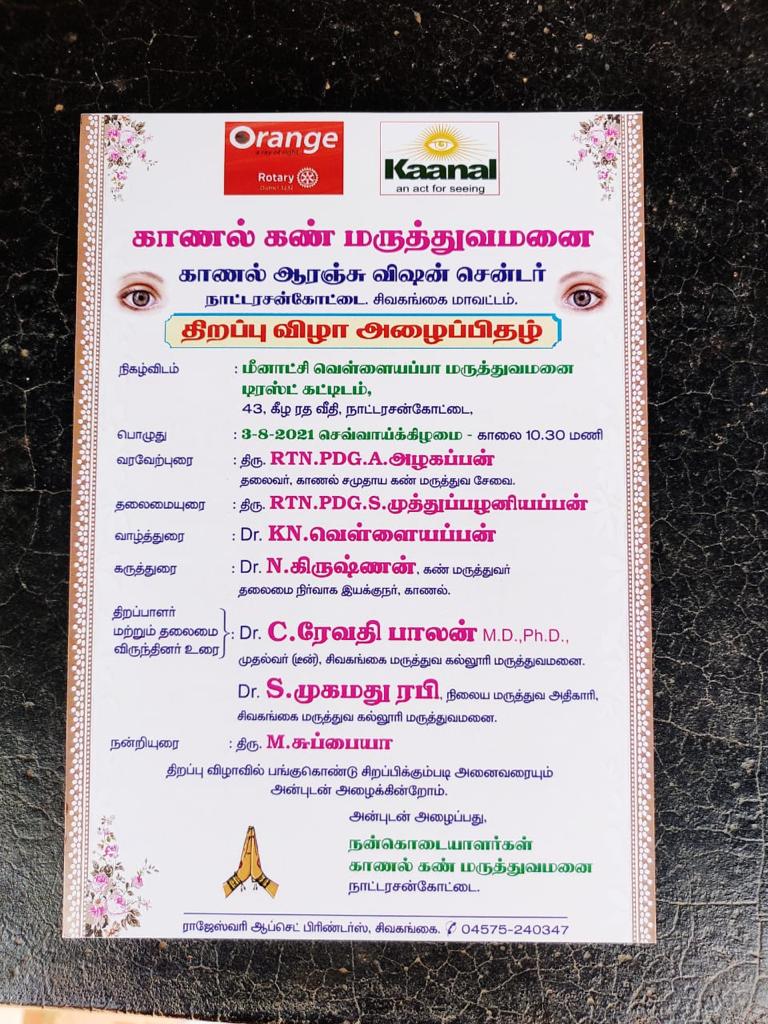 Orange
a ray of light
Rotary
District 3232
Kaanal
an act for seeing
காணல் கண் மருத்துவமனை
காணல் ஆரஞ்சு விஷன் சென்டர்
நாட்டரசன்கோட்டை. சிவகங்கை மாவட்டம்.
திறப்பு விழா அழைப்பிதழ்
நிகழ்விடம் : மீனாட்சி வெள்ளையப்பா மருத்துவமனை
டிரஸ்ட் கட்டிடம்,
43, கீழ ரத வீதி, நாட்டரசன்கோட்டை,
பொழுது : 3-8-2021 செவ்வாய்க்கிழமை - காலை 10.30 மணி
வரவேற்புரை : திரு. RTN.PDG.A.அழகப்பன்
தலைவர், காணல் சமுதாய கண் மருத்துவ சேவை.
தலைமையுரை : திரு. RTN.PDG.S.முத்துப்பழனியப்பன்
வாழ்த்துரை : Dr. KN.வெள்ளையப்பன்
கருத்துரை : Dr. N.கிருஷ்ணன், கண் மருத்துவர்
தலைமை நிர்வாக இயக்குநர், காணல்.
திறப்பாளர்
மற்றும் தலைமை
விருந்தினர் உரை } : Dr. C.ரேவதி பாலன் M.D.,Ph.D.,
முதல்வர் (டீன்), சிவகங்கை மருத்துவ கல்லூரி மருத்துவமனை.
Dr. S.முகமது ரபி, நிலைய மருத்துவ அதிகாரி,
சிவகங்கை மருத்துவ கல்லூரி மருத்துவமனை.
நன்றியுரை : திரு. M.சுப்பையா
திறப்பு விழாவில் பங்குகொண்டு சிறப்பிக்கும்படி அனைவரையும்
அன்புடன் அழைக்கின்றோம்.
அன்புடன் அழைப்பது,
நன்கொடையாளர்கள்
காணல் கண் மருத்துவமனை
நாட்டரசன்கோட்டை.
ராஜேஸ்வரி ஆப்செட் பிரிண்டர்ஸ், சிவகங்கை. ✆ 04575-240347